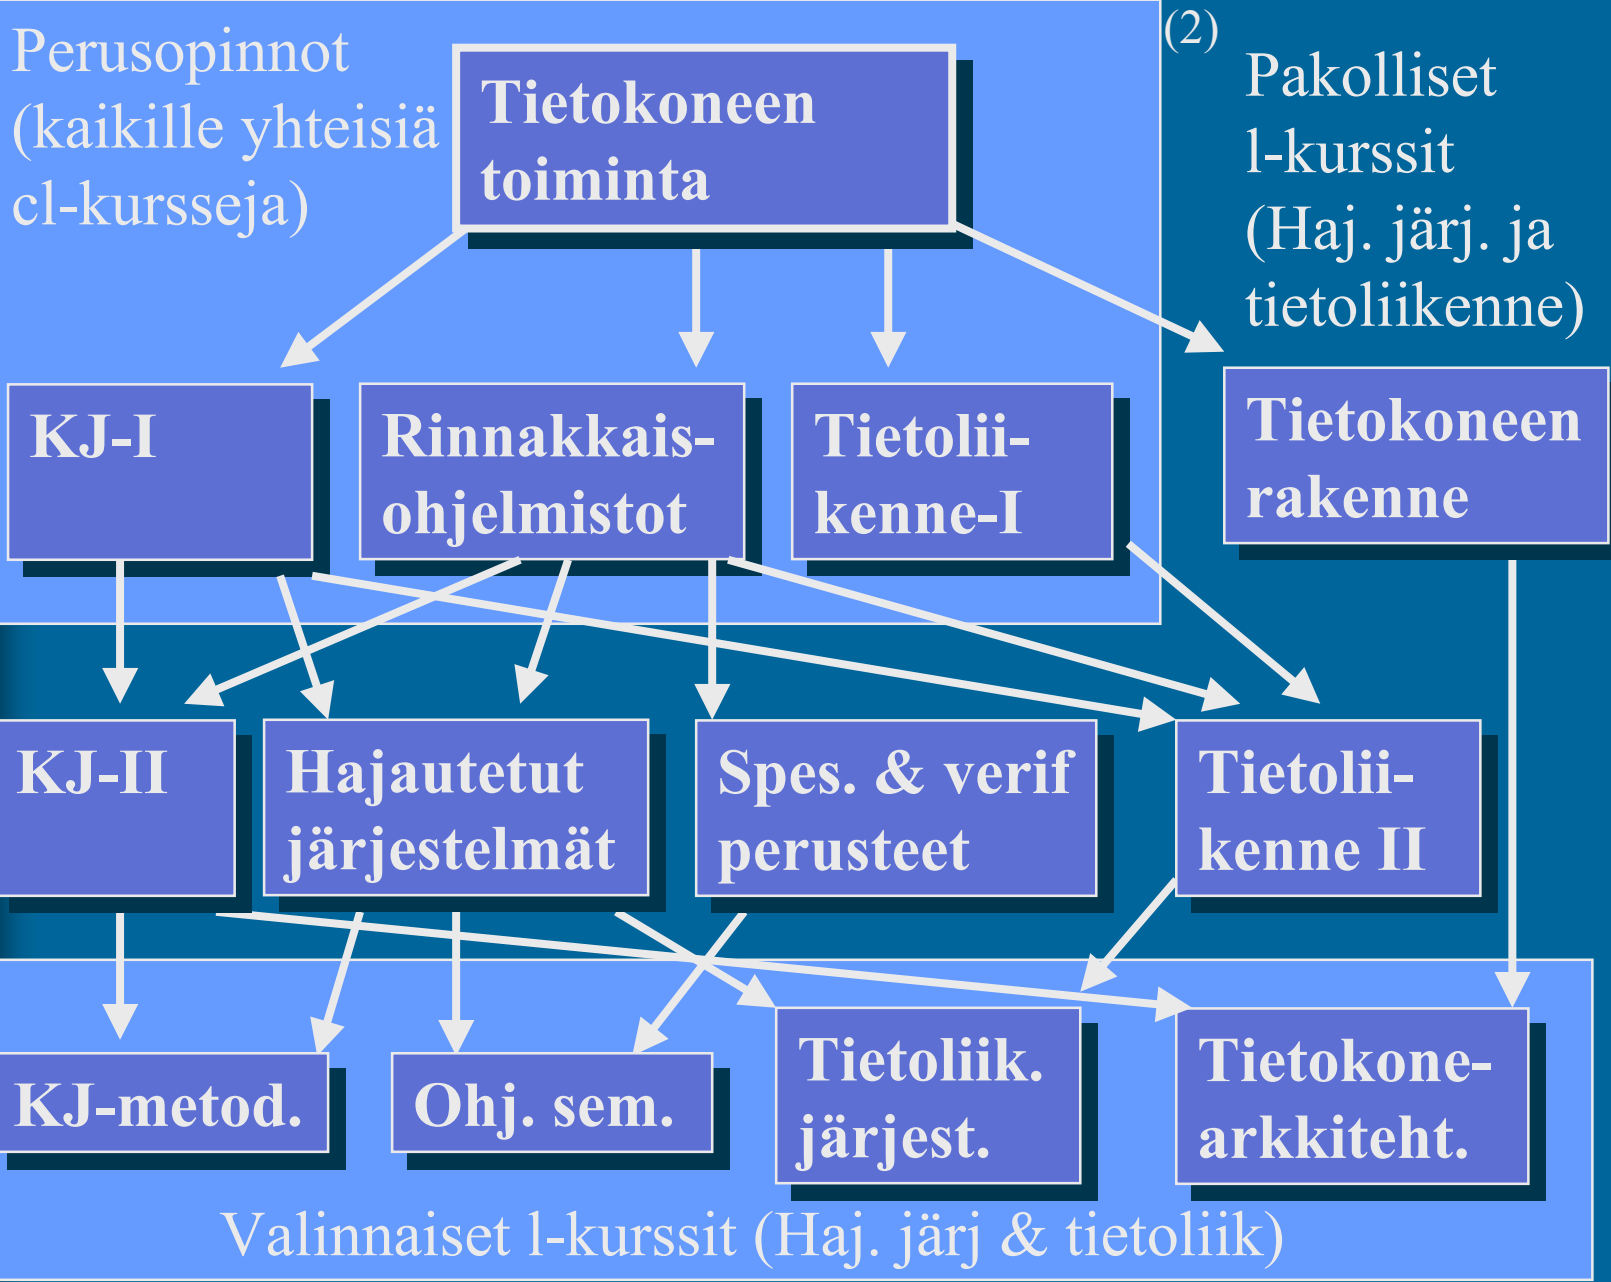 Perusopinnot
(kaikille yhteisiä
cl-kursseja)
Tietokoneen
toiminta
(2)
Pakolliset
l-kurssit
(Haj. järj. ja
tietoliikenne)
KJ-I
Rinnakkais-
ohjelmistot
Tietolii-
kenne-I
Tietokoneen
rakenne
KJ-II
Hajautetut
järjestelmät
Spes. & verif
perusteet
Tietolii-
kenne II
KJ-metod.
Ohj. sem.
Tietoliik.
järjest.
Tietokone-
arkkiteht.
Valinnaiset l-kurssit (Haj. järj & tietoliik)